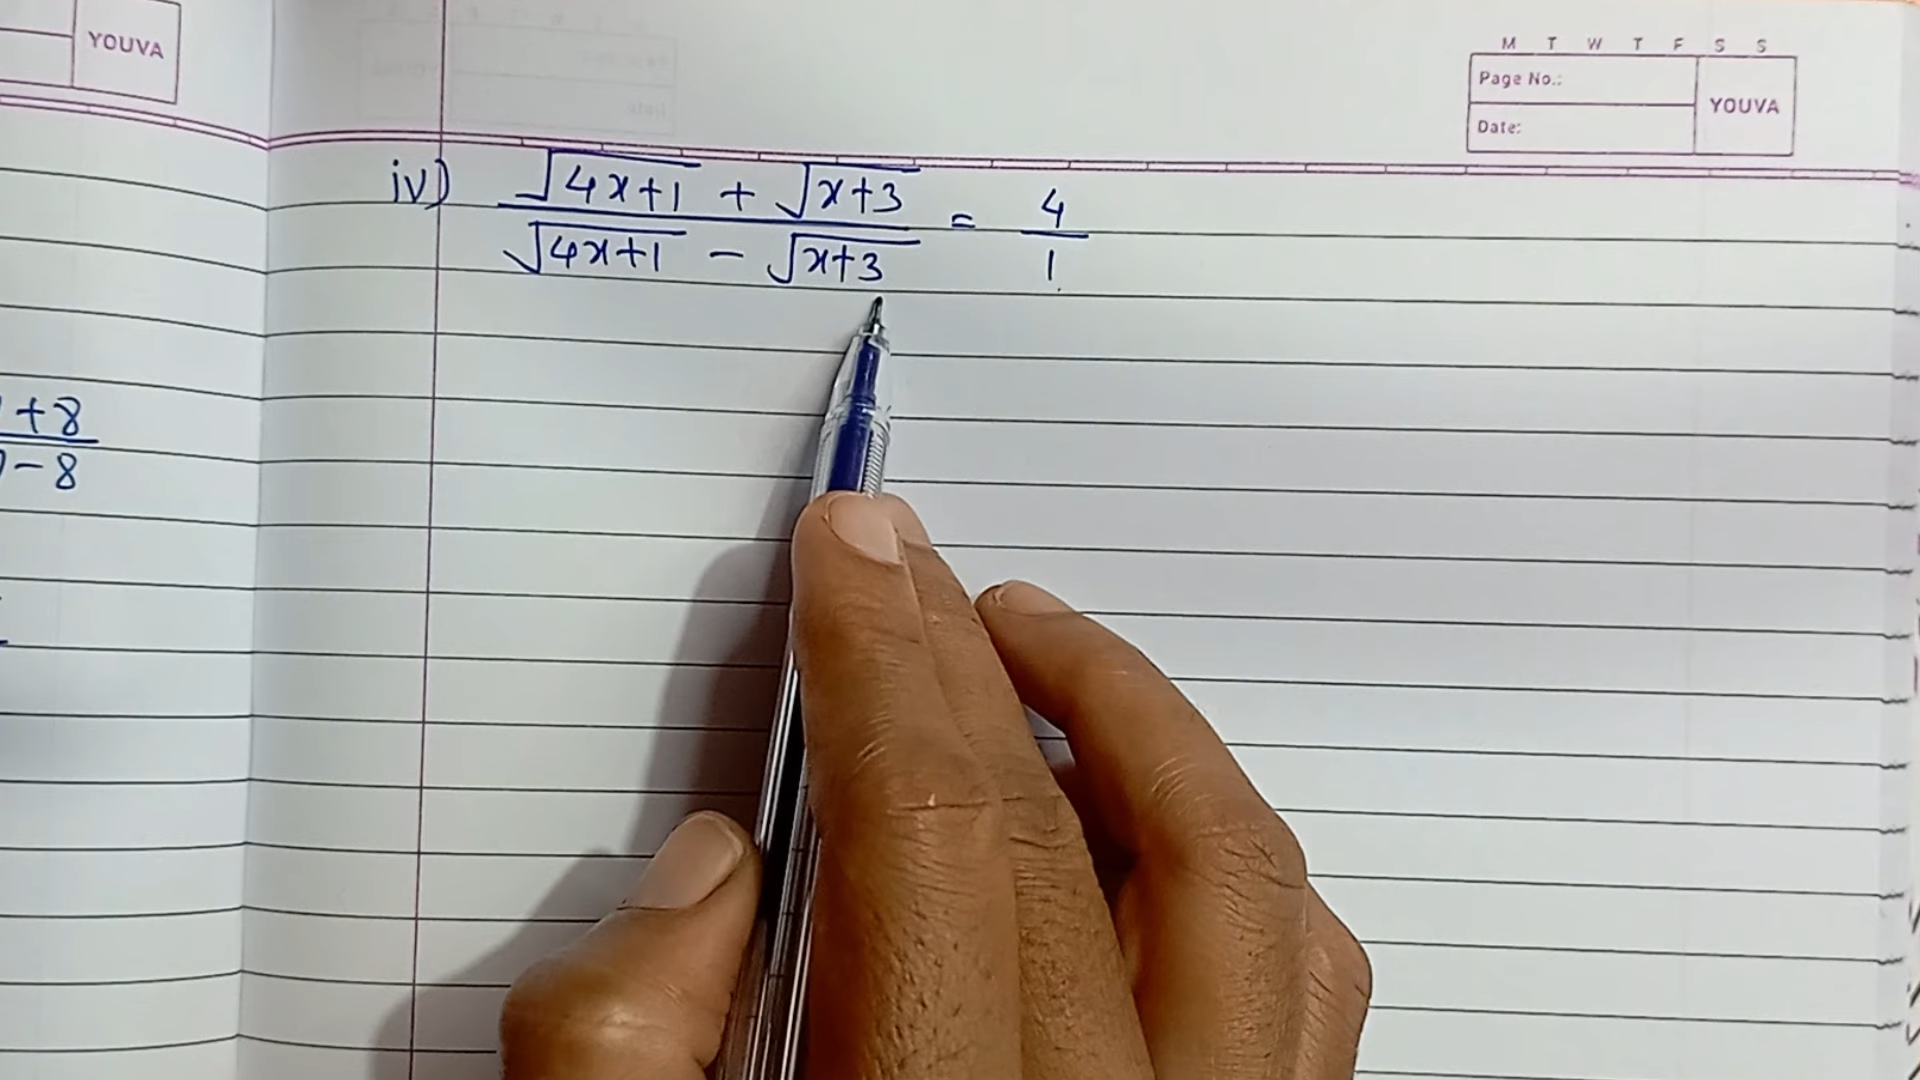 YOUVA
M T W T F S S
Page No.:
YOUVA
Date:
iv) √4x+1 + √x+3 = 4
√4x+1 - √x+3 1
+8
-8